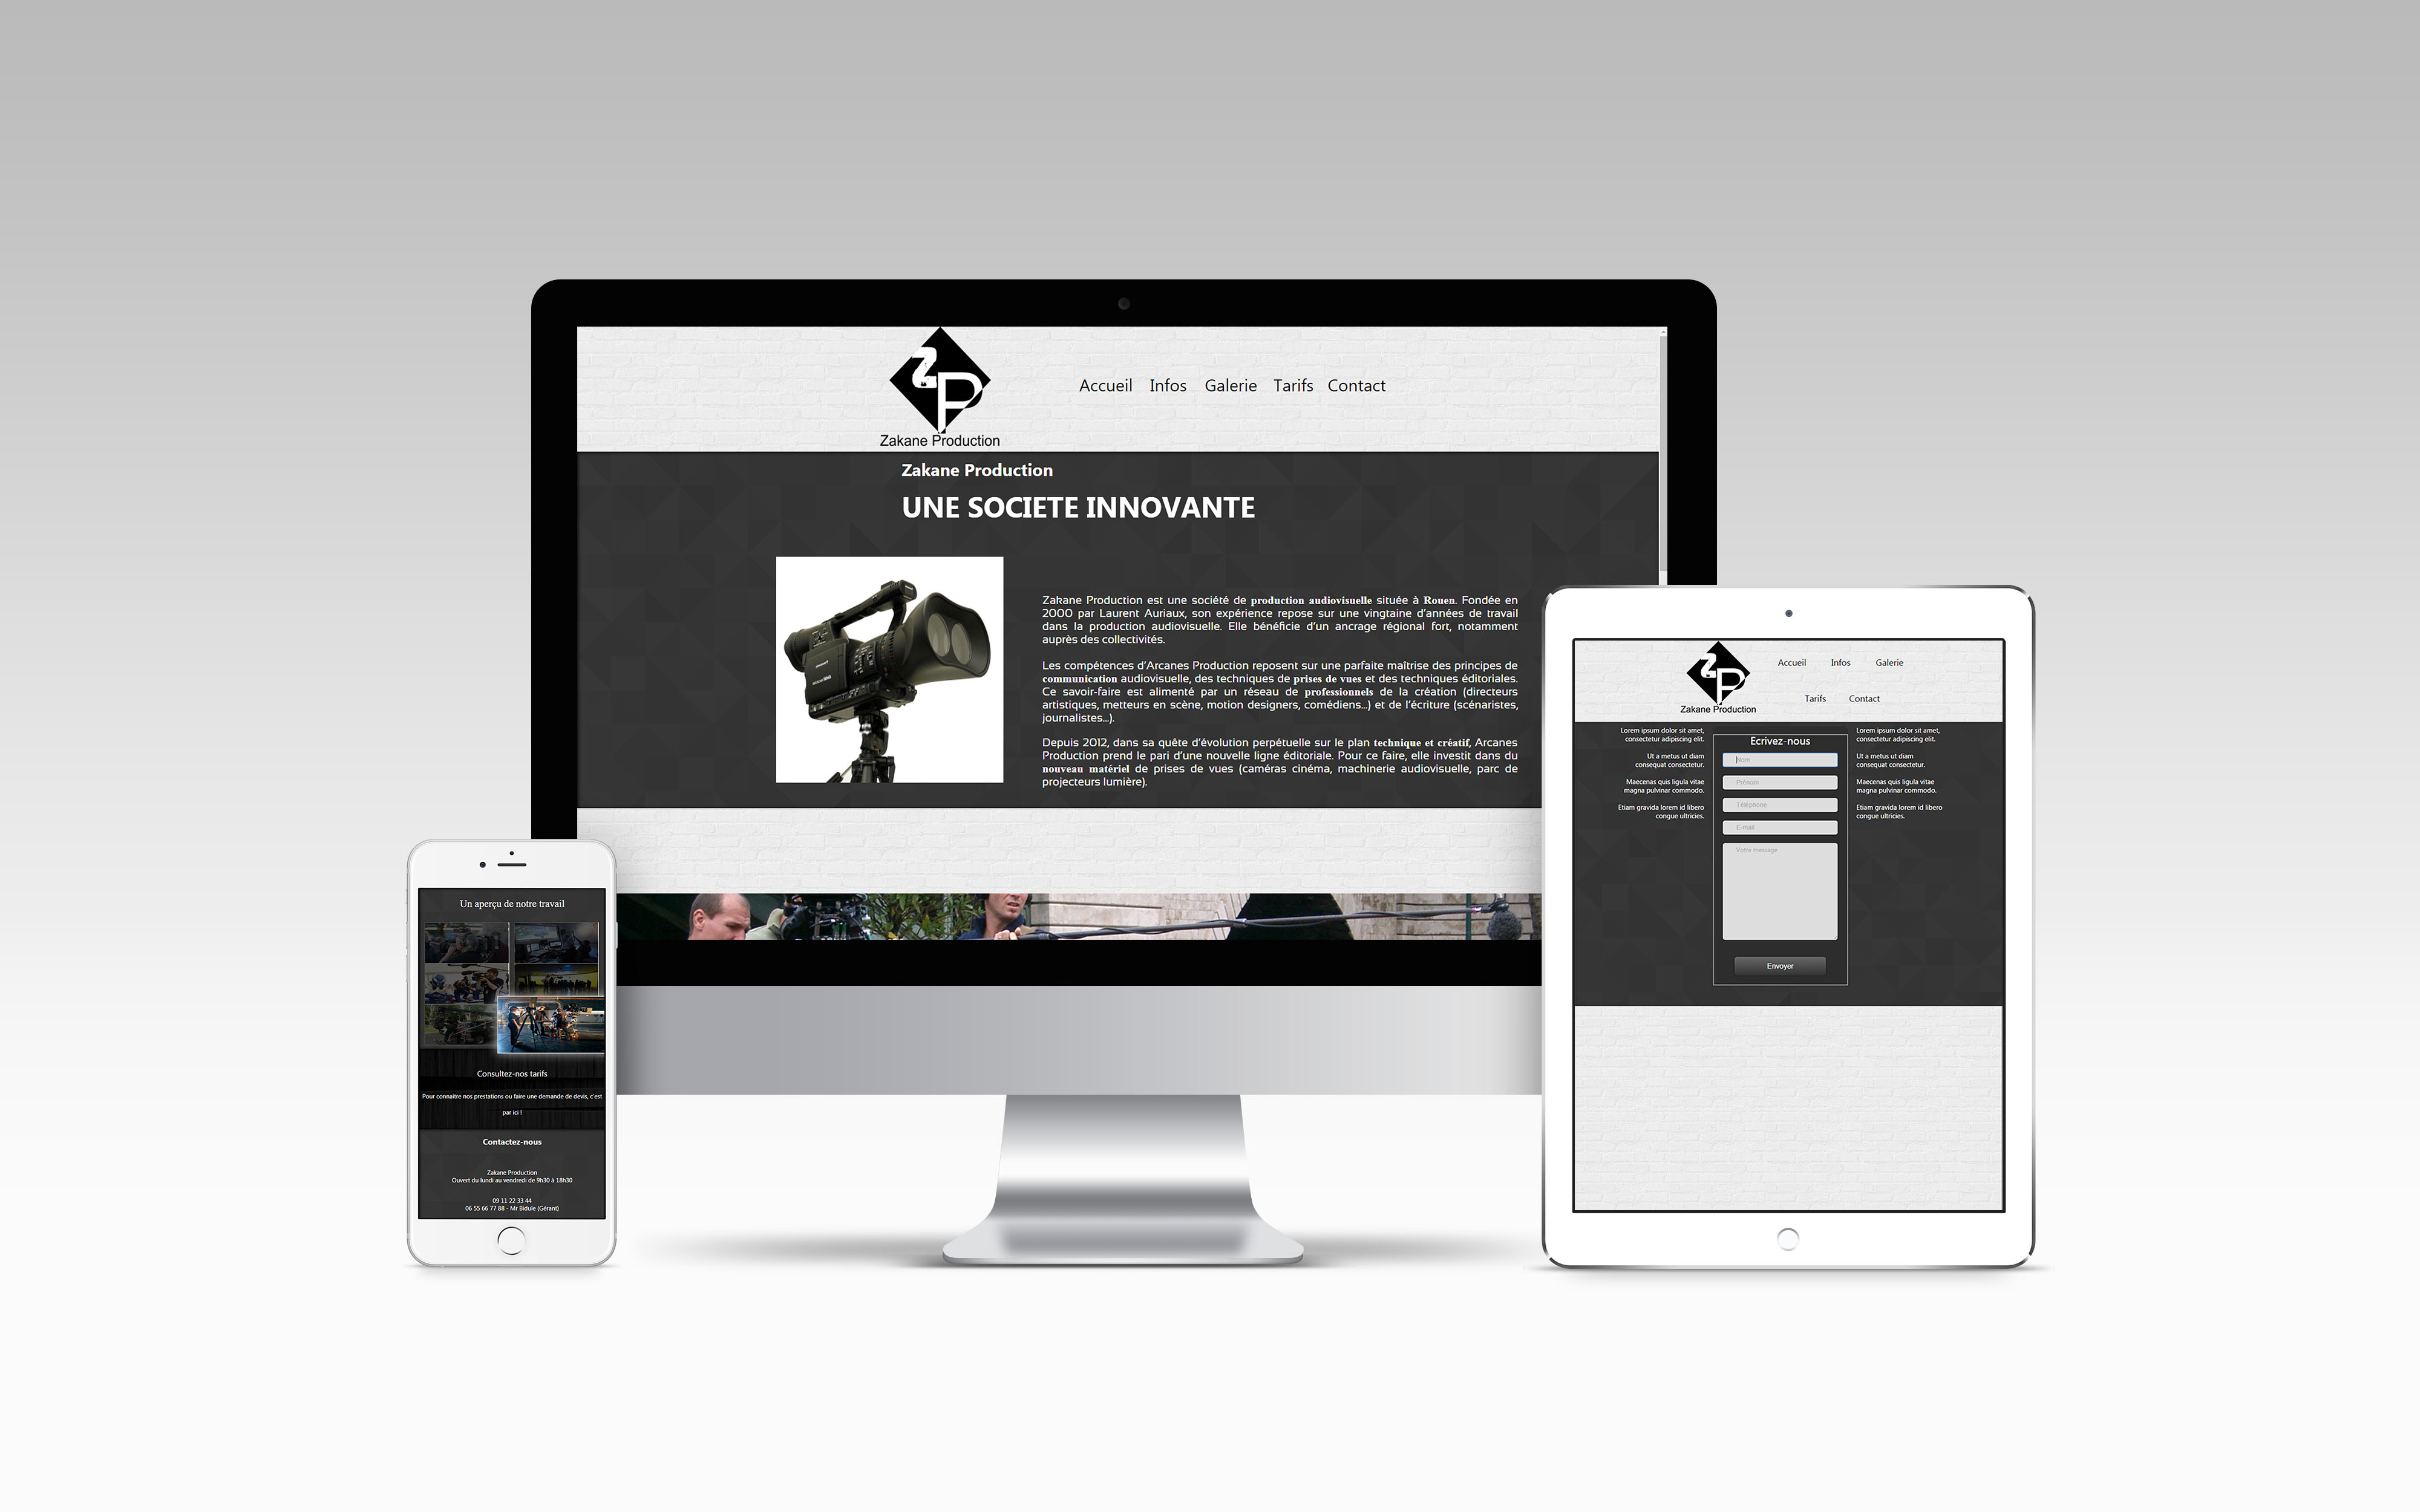 ZP
Zakane Production
Accueil Infos Galerie Tarifs Contact
Zakane Production
UNE SOCIETE INNOVANTE
Zakane Production est une société de production audiovisuelle située à Rouen. Fondée en
2000 par Laurent Auriaux, son expérience repose sur une vingtaine d'années de travail
dans la production audiovisuelle. Elle bénéficie d'un ancrage régional fort, notamment
auprès des collectivités.
Les compétences d'Arcanes Production reposent sur une parfaite maîtrise des principes de
communication audiovisuelle, des techniques de prises de vues et des techniques éditoriales.
Ce savoir-faire est alimenté par un réseau de professionnels de la création (directeurs
artistiques, metteurs en scène, motion designers, comédiens...) et de l'écriture (scénaristes,
journalistes...).
Depuis 2012, dans sa quête d'évolution perpétuelle sur le plan technique et créatif, Arcanes
Production prend le pari d'une nouvelle ligne éditoriale. Pour ce faire, elle investit dans du
nouveau matériel de prises de vues (caméras cinéma, machinerie audiovisuelle, parc de
projecteurs lumière).
Un aperçu de notre travail
Consultez-nos tarifs
Pour connaitre nos prestations ou faire une demande de devis, c'est
par ici !
Contactez-nous
Zakane Production
Ouvert du lundi au vendredi de 9h30 à 18h30
09 11 22 33 44
06 55 66 77 88 - Mr Bidule (Gérant)
ZP
Zakane Production
Accueil Infos Galerie
Tarifs Contact
Lorem ipsum dolor sit amet,
consectetur adipiscing elit.
Ut a metus ut diam
consequat consectetur.
Maecenas quis ligula vitae
magna pulvinar commodo.
Etiam gravida lorem id libero
congue ultricies.
Ecrivez-nous
Nom
Prénom
Téléphone
E-mail
Votre message
Envoyer
Lorem ipsum dolor sit amet,
consectetur adipiscing elit.
Ut a metus ut diam
consequat consectetur.
Maecenas quis ligula vitae
magna pulvinar commodo.
Etiam gravida lorem id libero
congue ultricies.